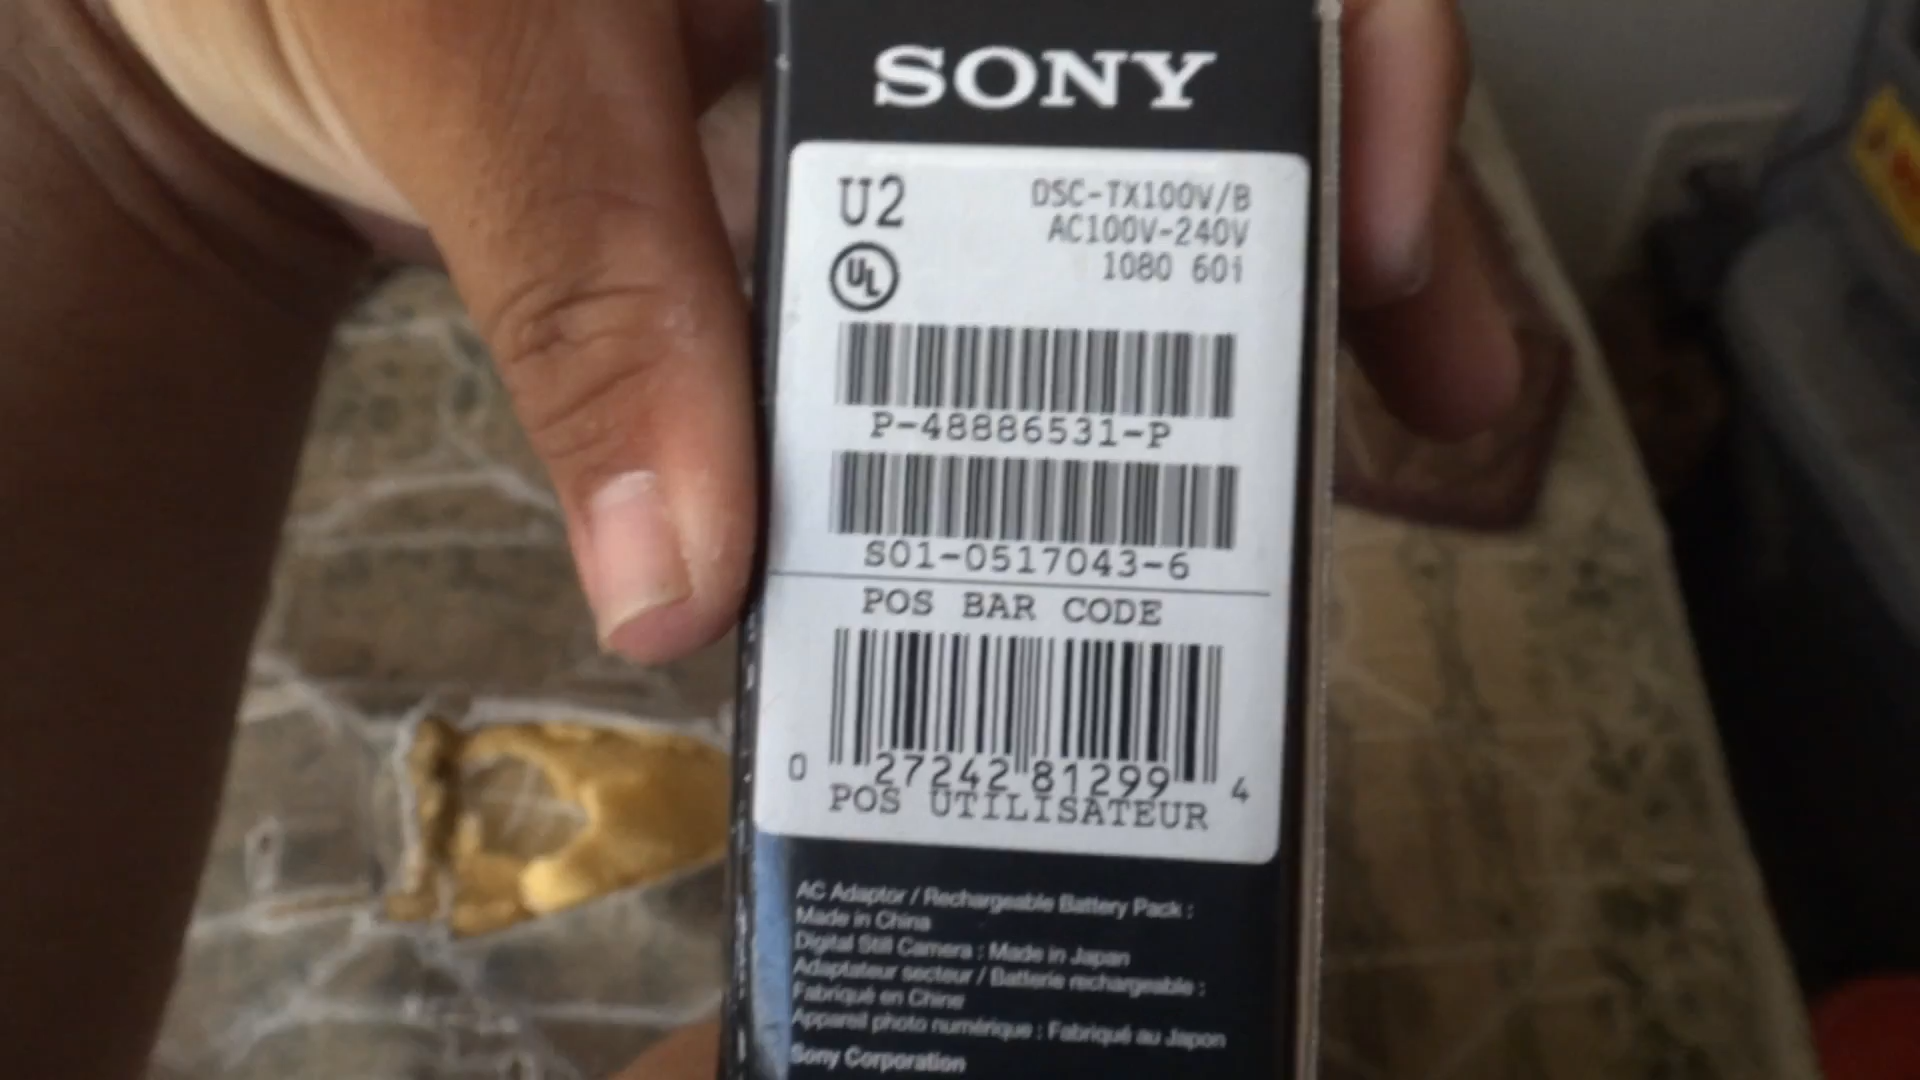 SONY
U2
DSC-TX100V/B
AC100V-240V
1080 60i
UL
P-48886531-P
S01-0517043-6
POS BAR CODE
0 27242 81299 4
POS UTILISATEUR
AC Adaptor / Rechargeable Battery Pack :
Made in China
Digital Still Camera : Made in Japan
Adaptateur secteur / Batterie rechargeable :
Fabriqué en Chine
Appareil photo numérique : Fabriqué au Japon
Sony Corporation